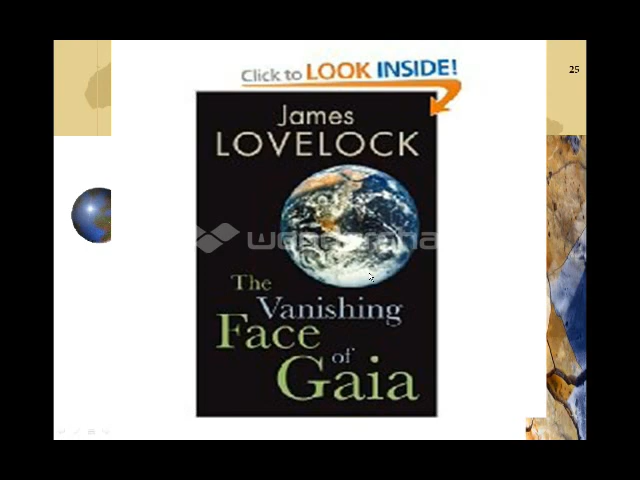 25
Click to LOOK INSIDE!
James
LOVELOCK
The
Vanishing
Face
of
Gaia